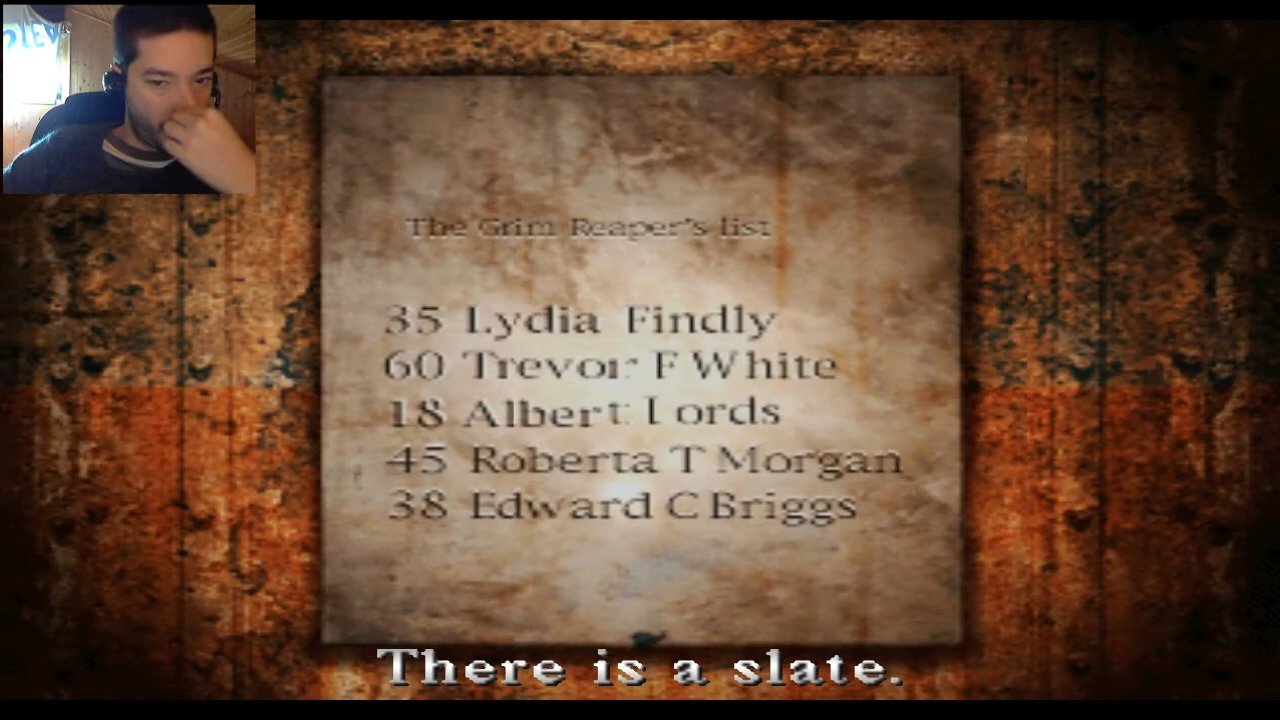 The Grim Reaper's list
35 Lydia Findly
60 Trevor F White
18 Albert Lords
45 Roberta T Morgan
38 Edward C Briggs
There is a slate.